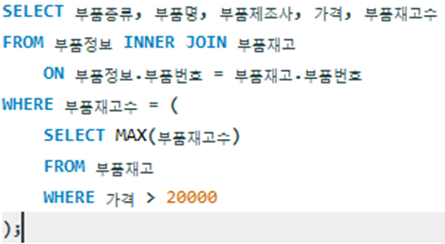 SELECT 부품종류, 부품명, 부품제조사, 가격, 부품재고수
FROM 부품정보 INNER JOIN 부품재고
ON 부품정보.부품번호 = 부품재고.부품번호
WHERE 부품재고수 = (
SELECT MAX(부품재고수)
FROM 부품재고
WHERE 가격 > 20000
);